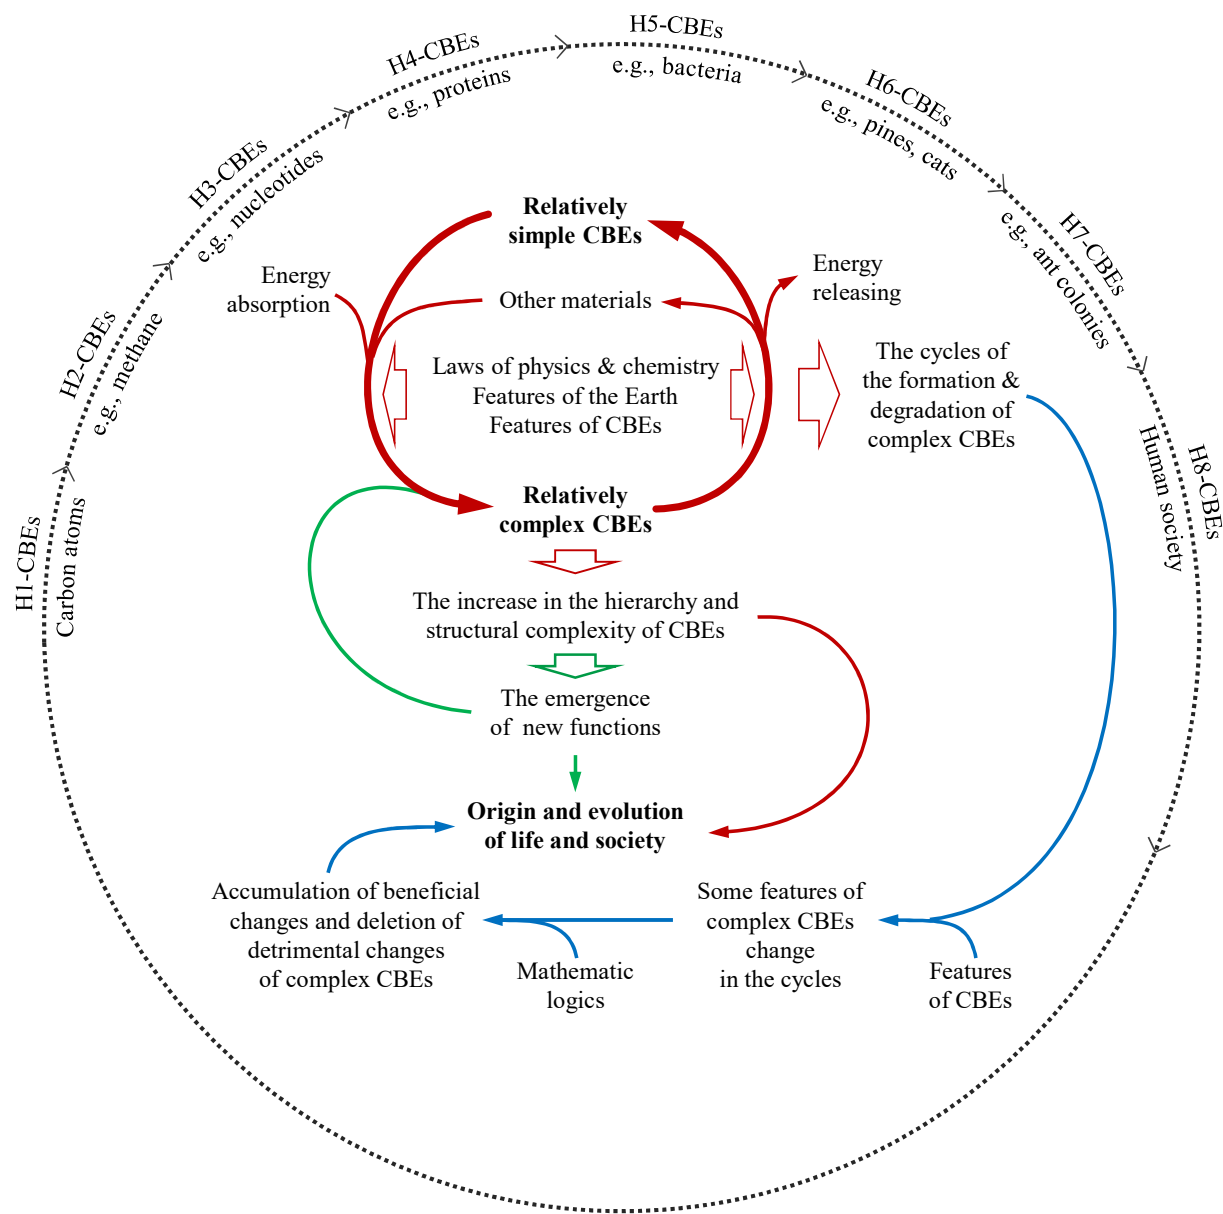 H1-CBEs
Carbon atoms
H2-CBEs
e.g., methane
H3-CBEs
e.g., nucleotides
H4-CBEs
e.g., proteins
H5-CBEs
e.g., bacteria
H6-CBEs
e.g., pines, cats
H7-CBEs
e.g., ant colonies
H8-CBEs
Human society
Relatively
simple CBEs
Energy
absorption
Other materials
Energy
releasing
Laws of physics & chemistry
Features of the Earth
Features of CBEs
The cycles of
the formation &
degradation of
complex CBEs
Relatively
complex CBEs
The increase in the hierarchy and
structural complexity of CBEs
The emergence
of new functions
Origin and evolution
of life and society
Accumulation of beneficial
changes and deletion of
detrimental changes
of complex CBEs
Mathematic
logics
Some features of
complex CBEs
change
in the cycles
Features
of CBEs